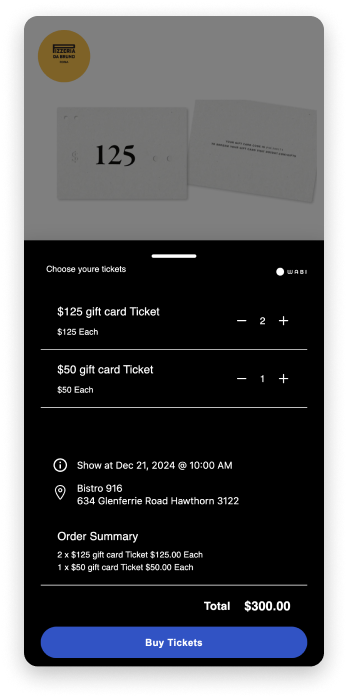 PIZZERIA
DA BRUNO
125
Choose youre tickets
WABI
$125 gift card Ticket
$125 Each
2
$50 gift card Ticket
$50 Each
1
Show at Dec 21, 2024 @ 10:00 AM
Bistro 916
634 Glenferrie Road Hawthorn 3122
Order Summary
2 x $125 gift card Ticket $125.00 Each
1 x $50 gift card Ticket $50.00 Each
Total $300.00
Buy Tickets